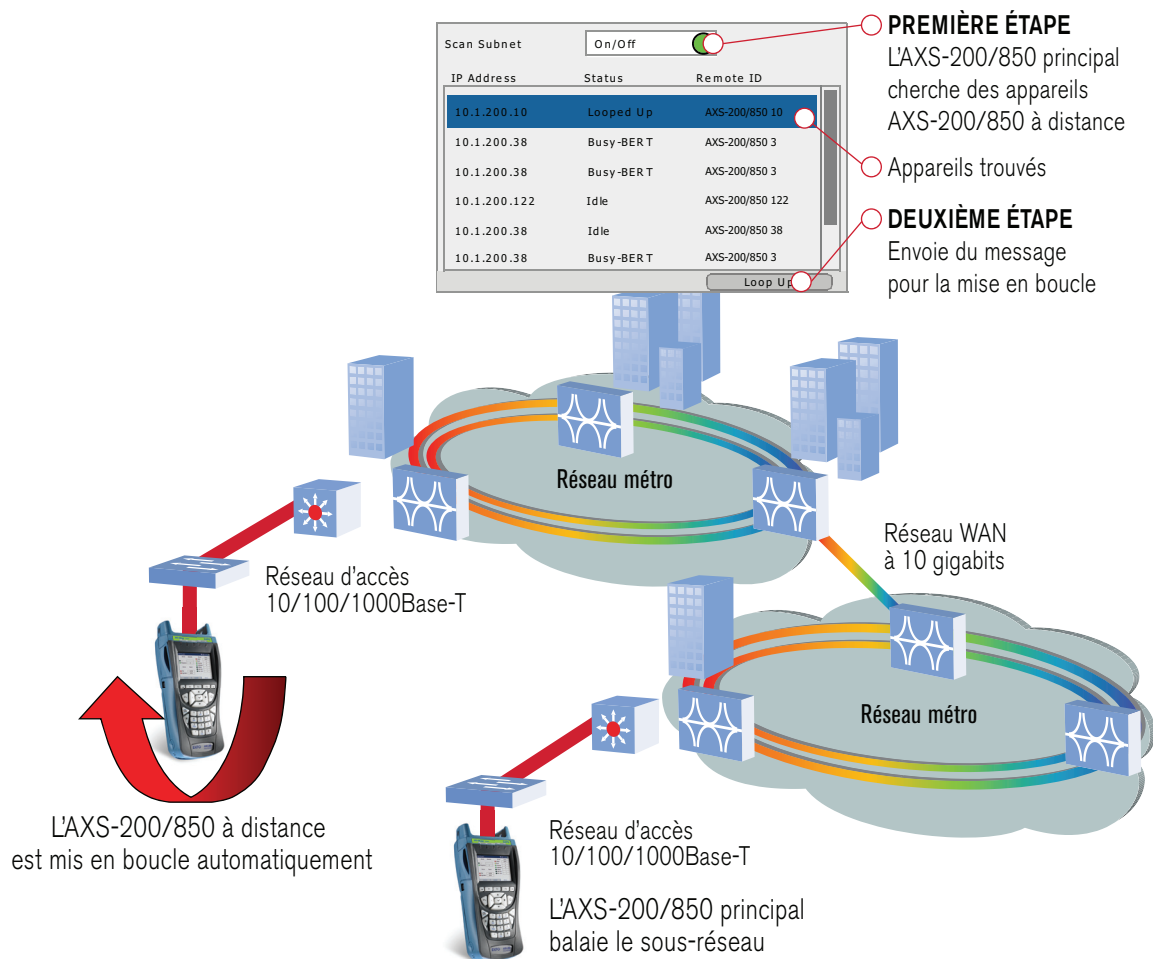 Scan Subnet On/Off
IP Address Status Remote ID
10.1.200.10 Looped Up AXS-200/850 10
10.1.200.38 Busy-BERT AXS-200/850 3
10.1.200.38 Busy-BERT AXS-200/850 3
10.1.200.122 Idle AXS-200/850 122
10.1.200.38 Idle AXS-200/850 38
10.1.200.38 Busy-BERT AXS-200/850 3
Loop Up
PREMIÈRE ÉTAPE
L'AXS-200/850 principal
cherche des appareils
AXS-200/850 à distance
Appareils trouvés
DEUXIÈME ÉTAPE
Envoie du message
pour la mise en boucle
Réseau métro
Réseau WAN
à 10 gigabits
Réseau d'accès
10/100/1000Base-T
Réseau métro
L'AXS-200/850 à distance
est mis en boucle automatiquement
Réseau d'accès
10/100/1000Base-T
L'AXS-200/850 principal
balaie le sous-réseau